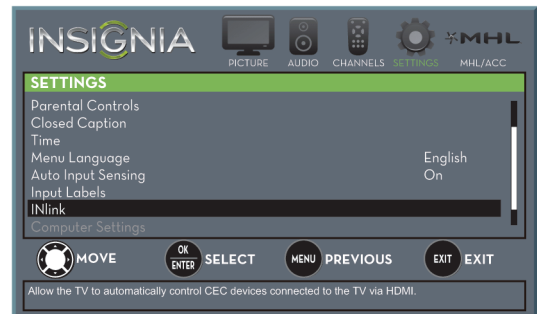 INSIGNIA
PICTURE AUDIO CHANNELS SETTINGS MHL MHL/ACC
SETTINGS
Parental Controls
Closed Caption
Time
Menu Language English
Auto Input Sensing On
Input Labels
INlink
Computer Settings
MOVE OK ENTER SELECT MENU PREVIOUS EXIT EXIT
Allow the TV to automatically control CEC devices connected to the TV via HDMI.